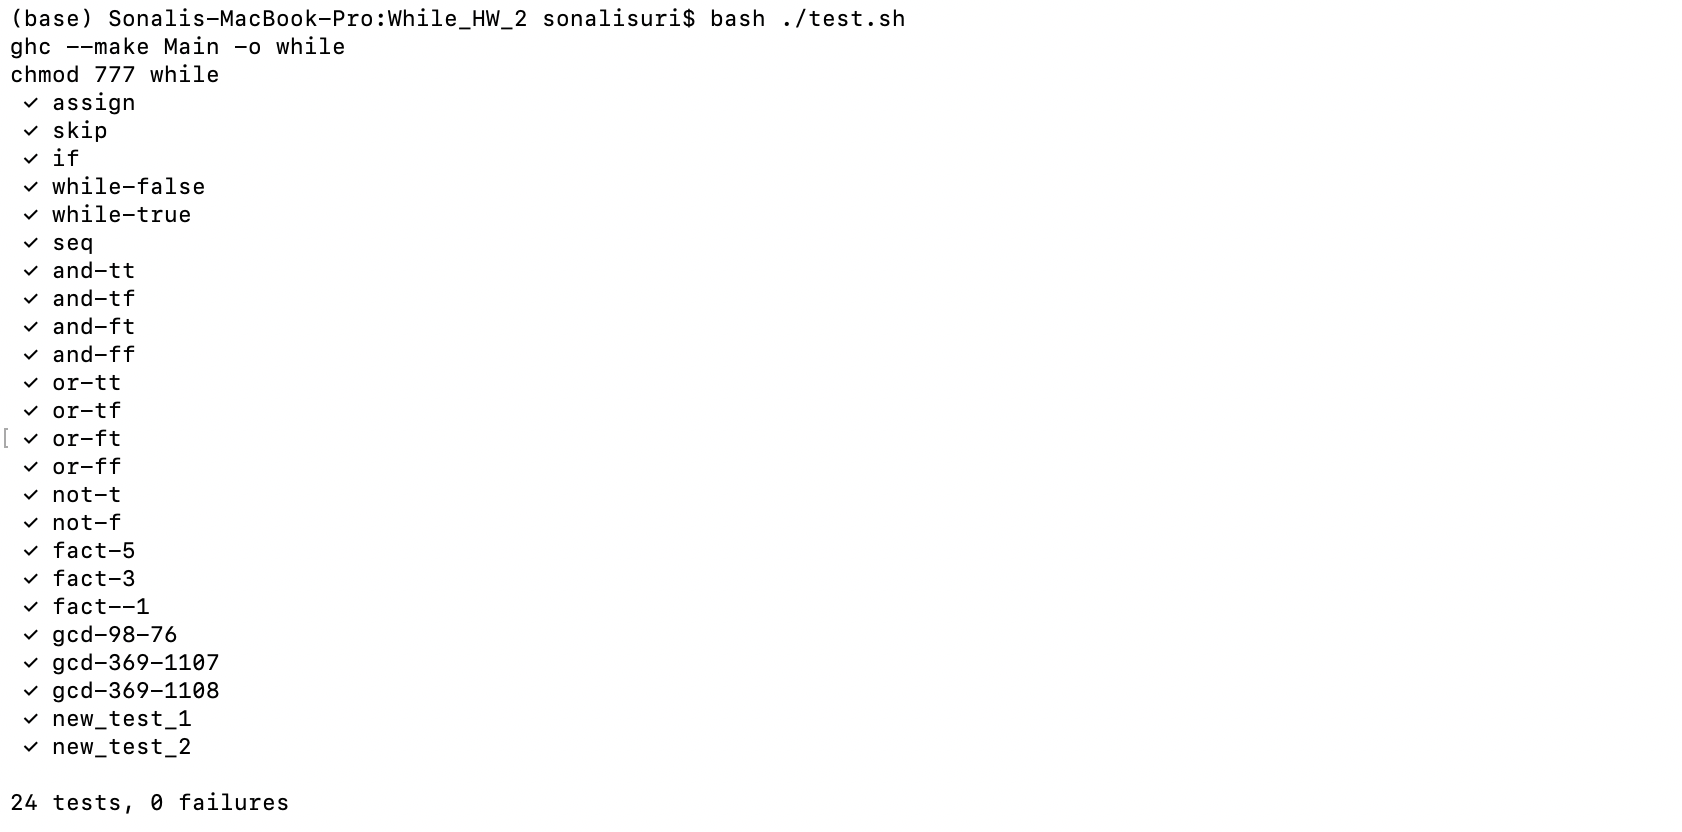 (base) Sonalis-MacBook-Pro:While_HW_2 sonalisuri$ bash ./test.sh
ghc --make Main -o while
chmod 777 while
✓ assign
✓ skip
✓ if
✓ while-false
✓ while-true
✓ seq
✓ and-tt
✓ and-tf
✓ and-ft
✓ and-ff
✓ or-tt
✓ or-tf
[ ✓ or-ft
✓ or-ff
✓ not-t
✓ not-f
✓ fact-5
✓ fact-3
✓ fact--1
✓ gcd-98-76
✓ gcd-369-1107
✓ gcd-369-1108
✓ new_test_1
✓ new_test_2
24 tests, 0 failures